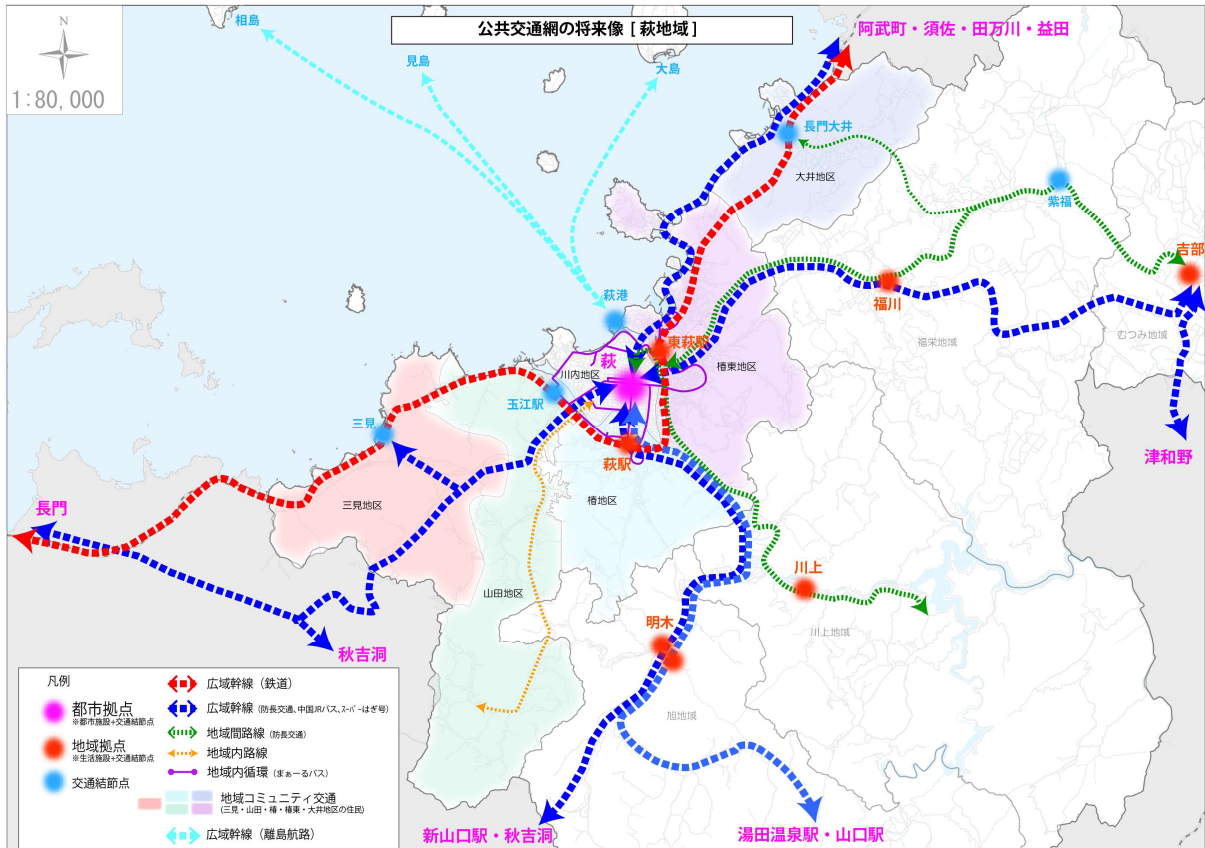 公共交通網の将来像 [ 萩地域 ]
N
1:80,000
相島
見島
大島
阿武町・須佐・田万川・益田
長門大井
大井地区
紫福
吉部
福川
むつみ地域
福栄地域
萩港
東萩駅
萩
川内地区
椿東地区
玉江駅
三見
萩駅
津和野
長門
三見地区
椿地区
山田地区
川上
川上地域
明木
秋吉洞
旭地域
新山口駅・秋吉洞
湯田温泉駅・山口駅
凡例
都市拠点
※都市施設+交通結節点
地域拠点
※生活施設+交通結節点
交通結節点
広域幹線（鉄道）
広域幹線（防長交通、中国JRバス、スーパーはぎ号）
地域間路線（防長交通）
地域内路線
地域内循環（まぁーるバス）
地域コミュニティ交通
（三見・山田・椿・椿東・大井地区の住民）
広域幹線（離島航路）